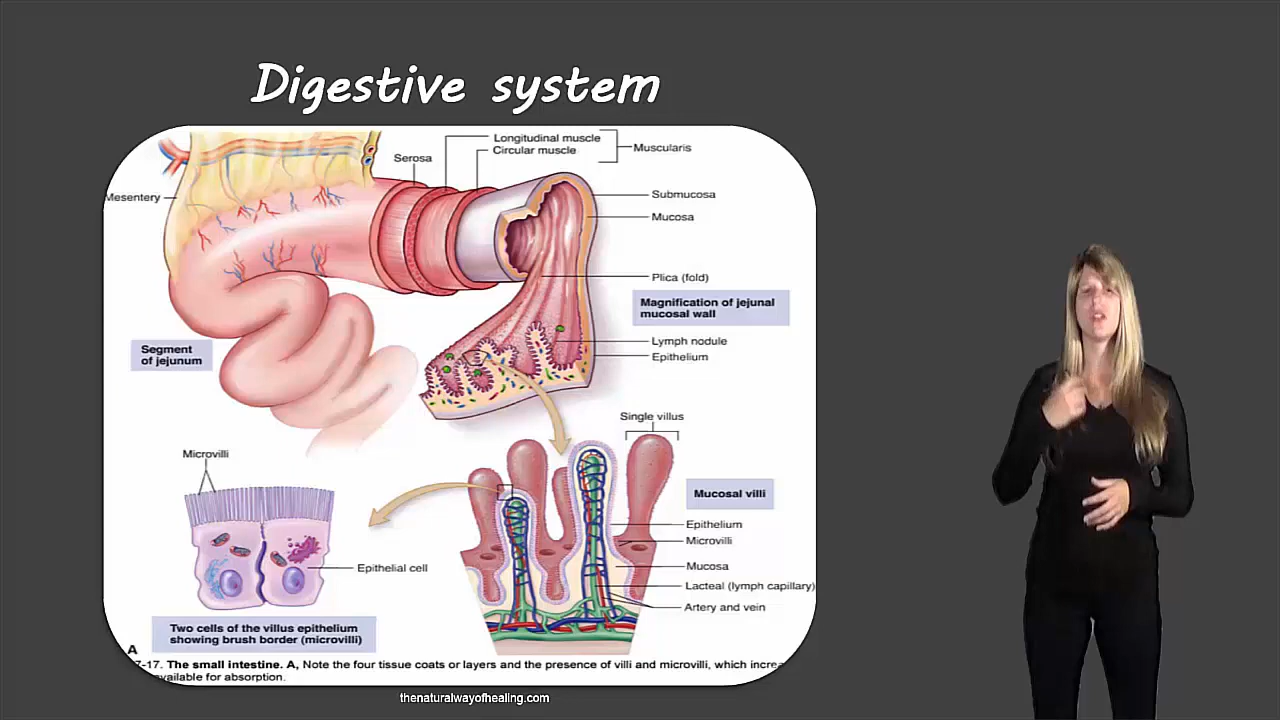 Digestive system
Longitudinal muscle
Circular muscle
Muscularis
Serosa
Mesentery
Submucosa
Mucosa
Plica (fold)
Magnification of jejunal
mucosal wall
Lymph nodule
Epithelium
Segment
of jejunum
Single villus
Microvilli
Mucosal villi
Epithelium
Microvilli
Mucosa
Lacteal (lymph capillary)
Artery and vein
Epithelial cell
Two cells of the villus epithelium
showing brush border (microvilli)
A
7-17. The small intestine. A, Note the four tissue coats or layers and the presence of villi and microvilli, which increa
available for absorption.
thenaturalwayofhealing.com